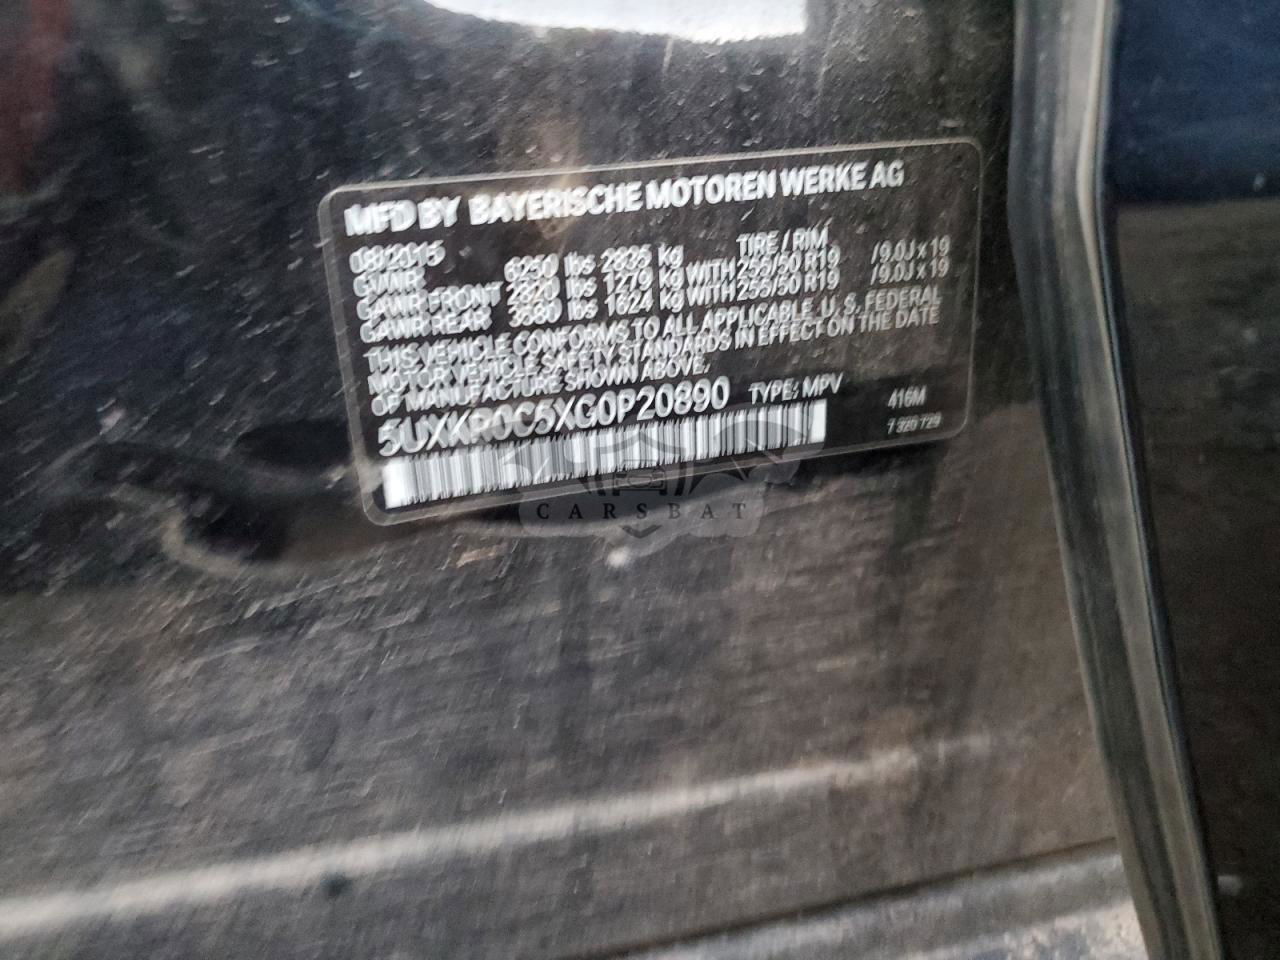 MFD BY BAYERISCHE MOTOREN WERKE AG
08/2015
GVWR 6250 lbs 2835 kg TIRE / RIM
GAWR FRONT 2820 lbs 1279 kg WITH 255/50 R19 / 9.0J x 19
GAWR REAR 3580 lbs 1624 kg WITH 255/50 R19 / 9.0J x 19
THIS VEHICLE CONFORMS TO ALL APPLICABLE U. S. FEDERAL
MOTOR VEHICLE SAFETY STANDARDS IN EFFECT ON THE DATE
OF MANUFACTURE SHOWN ABOVE.
5UXKR0C5XG0P20890 TYPE: MPV 416M
7 320 729
CARSBAT